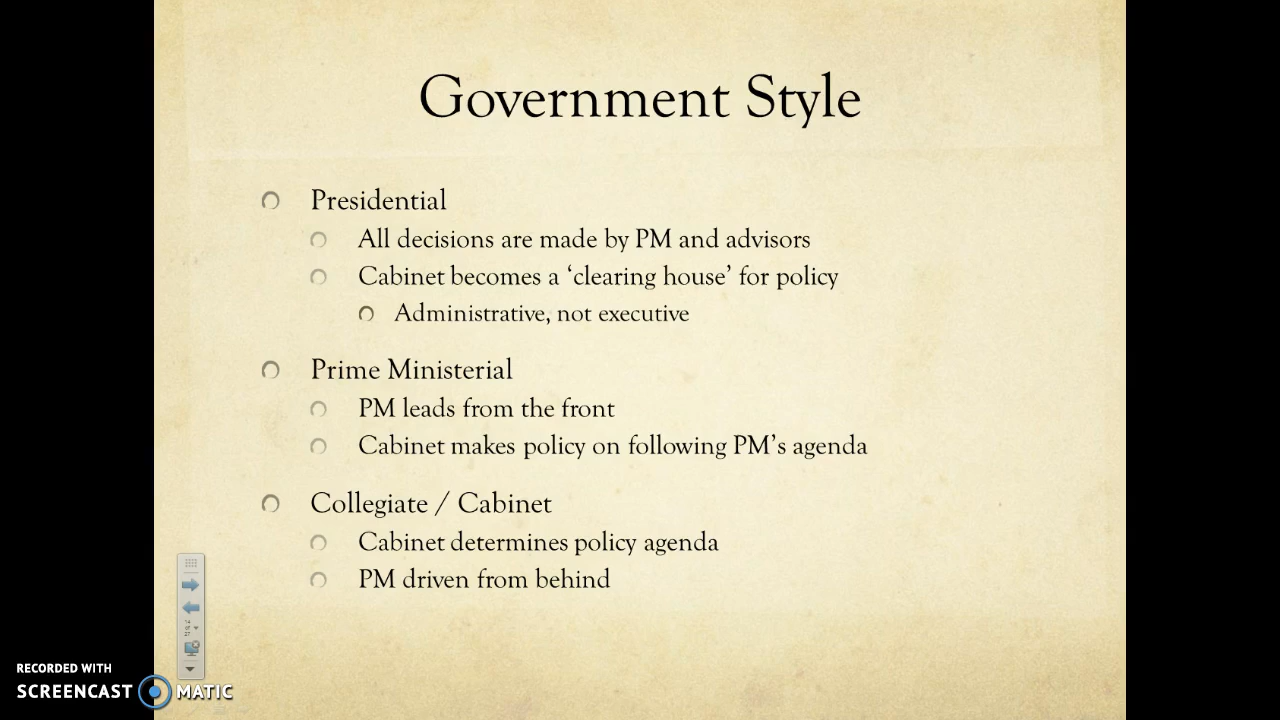 Government Style
Presidential
All decisions are made by PM and advisors
Cabinet becomes a ‘clearing house’ for policy
Administrative, not executive
Prime Ministerial
PM leads from the front
Cabinet makes policy on following PM’s agenda
Collegiate / Cabinet
Cabinet determines policy agenda
PM driven from behind
RECORDED WITH
SCREENCAST MATIC